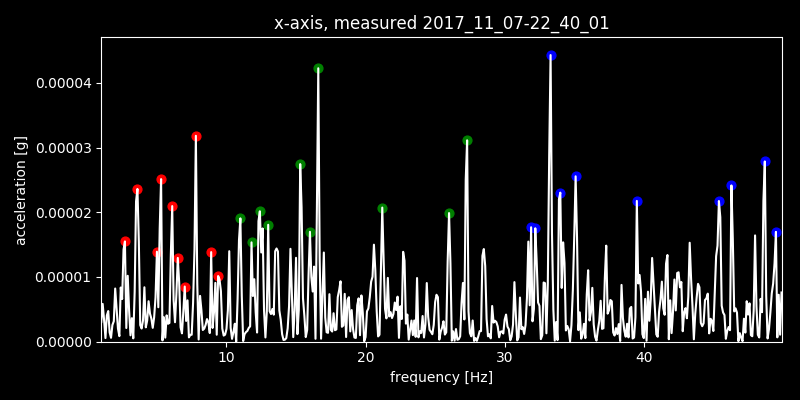 x-axis, measured 2017_11_07-22_40_01
0.00004
0.00003
0.00002
0.00001
0.00000
acceleration [g]
10 20 30 40
frequency [Hz]